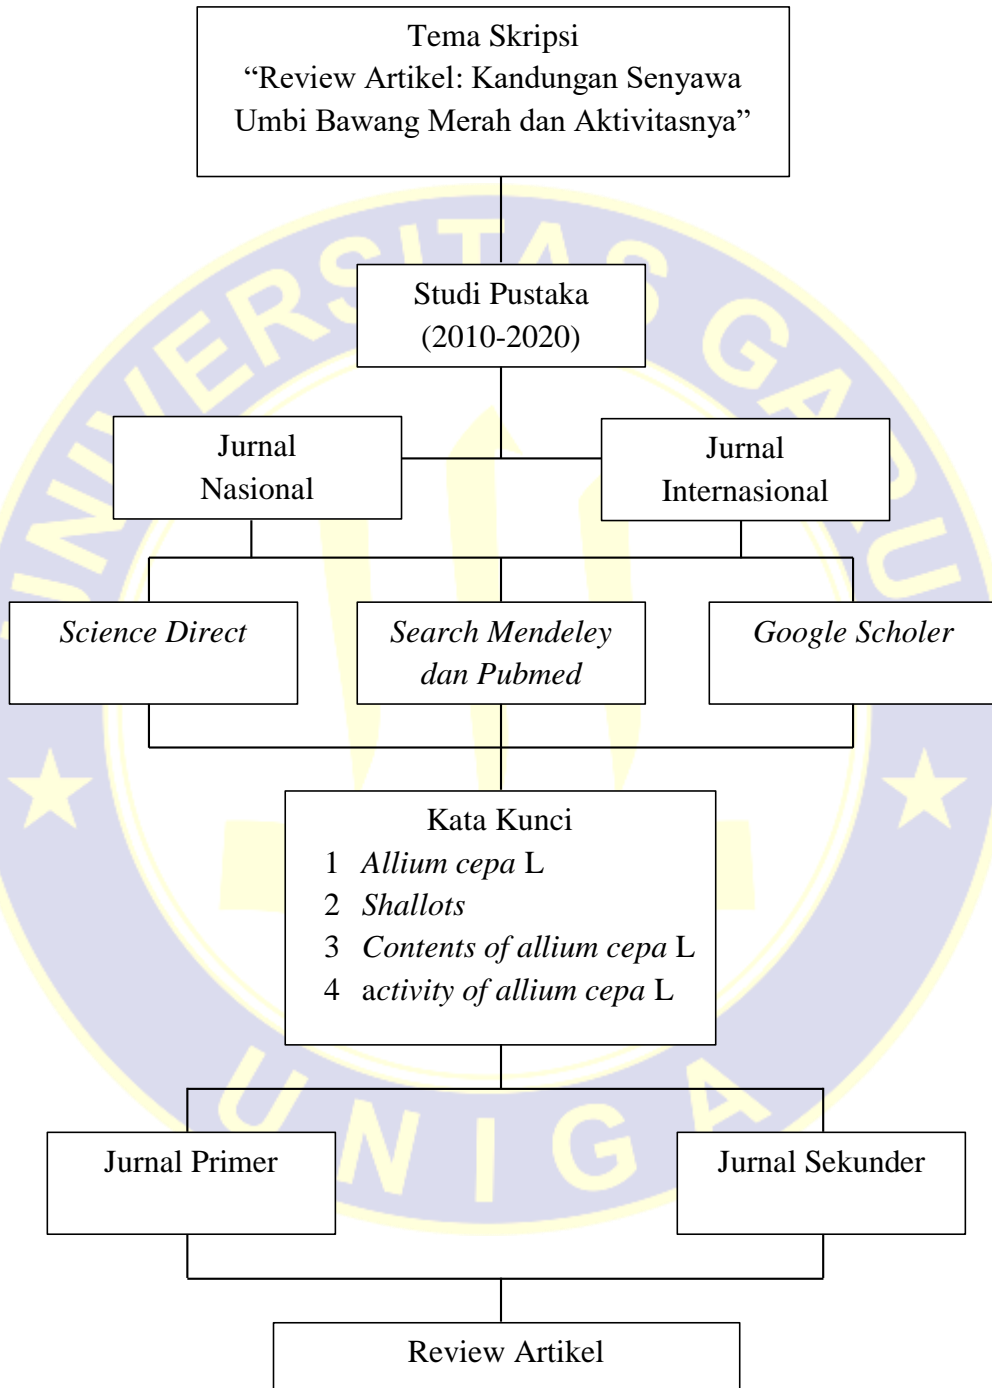 Tema Skripsi
“Review Artikel: Kandungan Senyawa
Umbi Bawang Merah dan Aktivitasnya”
UNIVERSITAS GARUT
Studi Pustaka
(2010-2020)
Jurnal
Nasional
Jurnal
Internasional
Science Direct
Search Mendeley
dan Pubmed
Google Scholer
Kata Kunci
1 Allium cepa L
2 Shallots
3 Contents of allium cepa L
4 activity of allium cepa L
UNIGA
Jurnal Primer
Jurnal Sekunder
Review Artikel